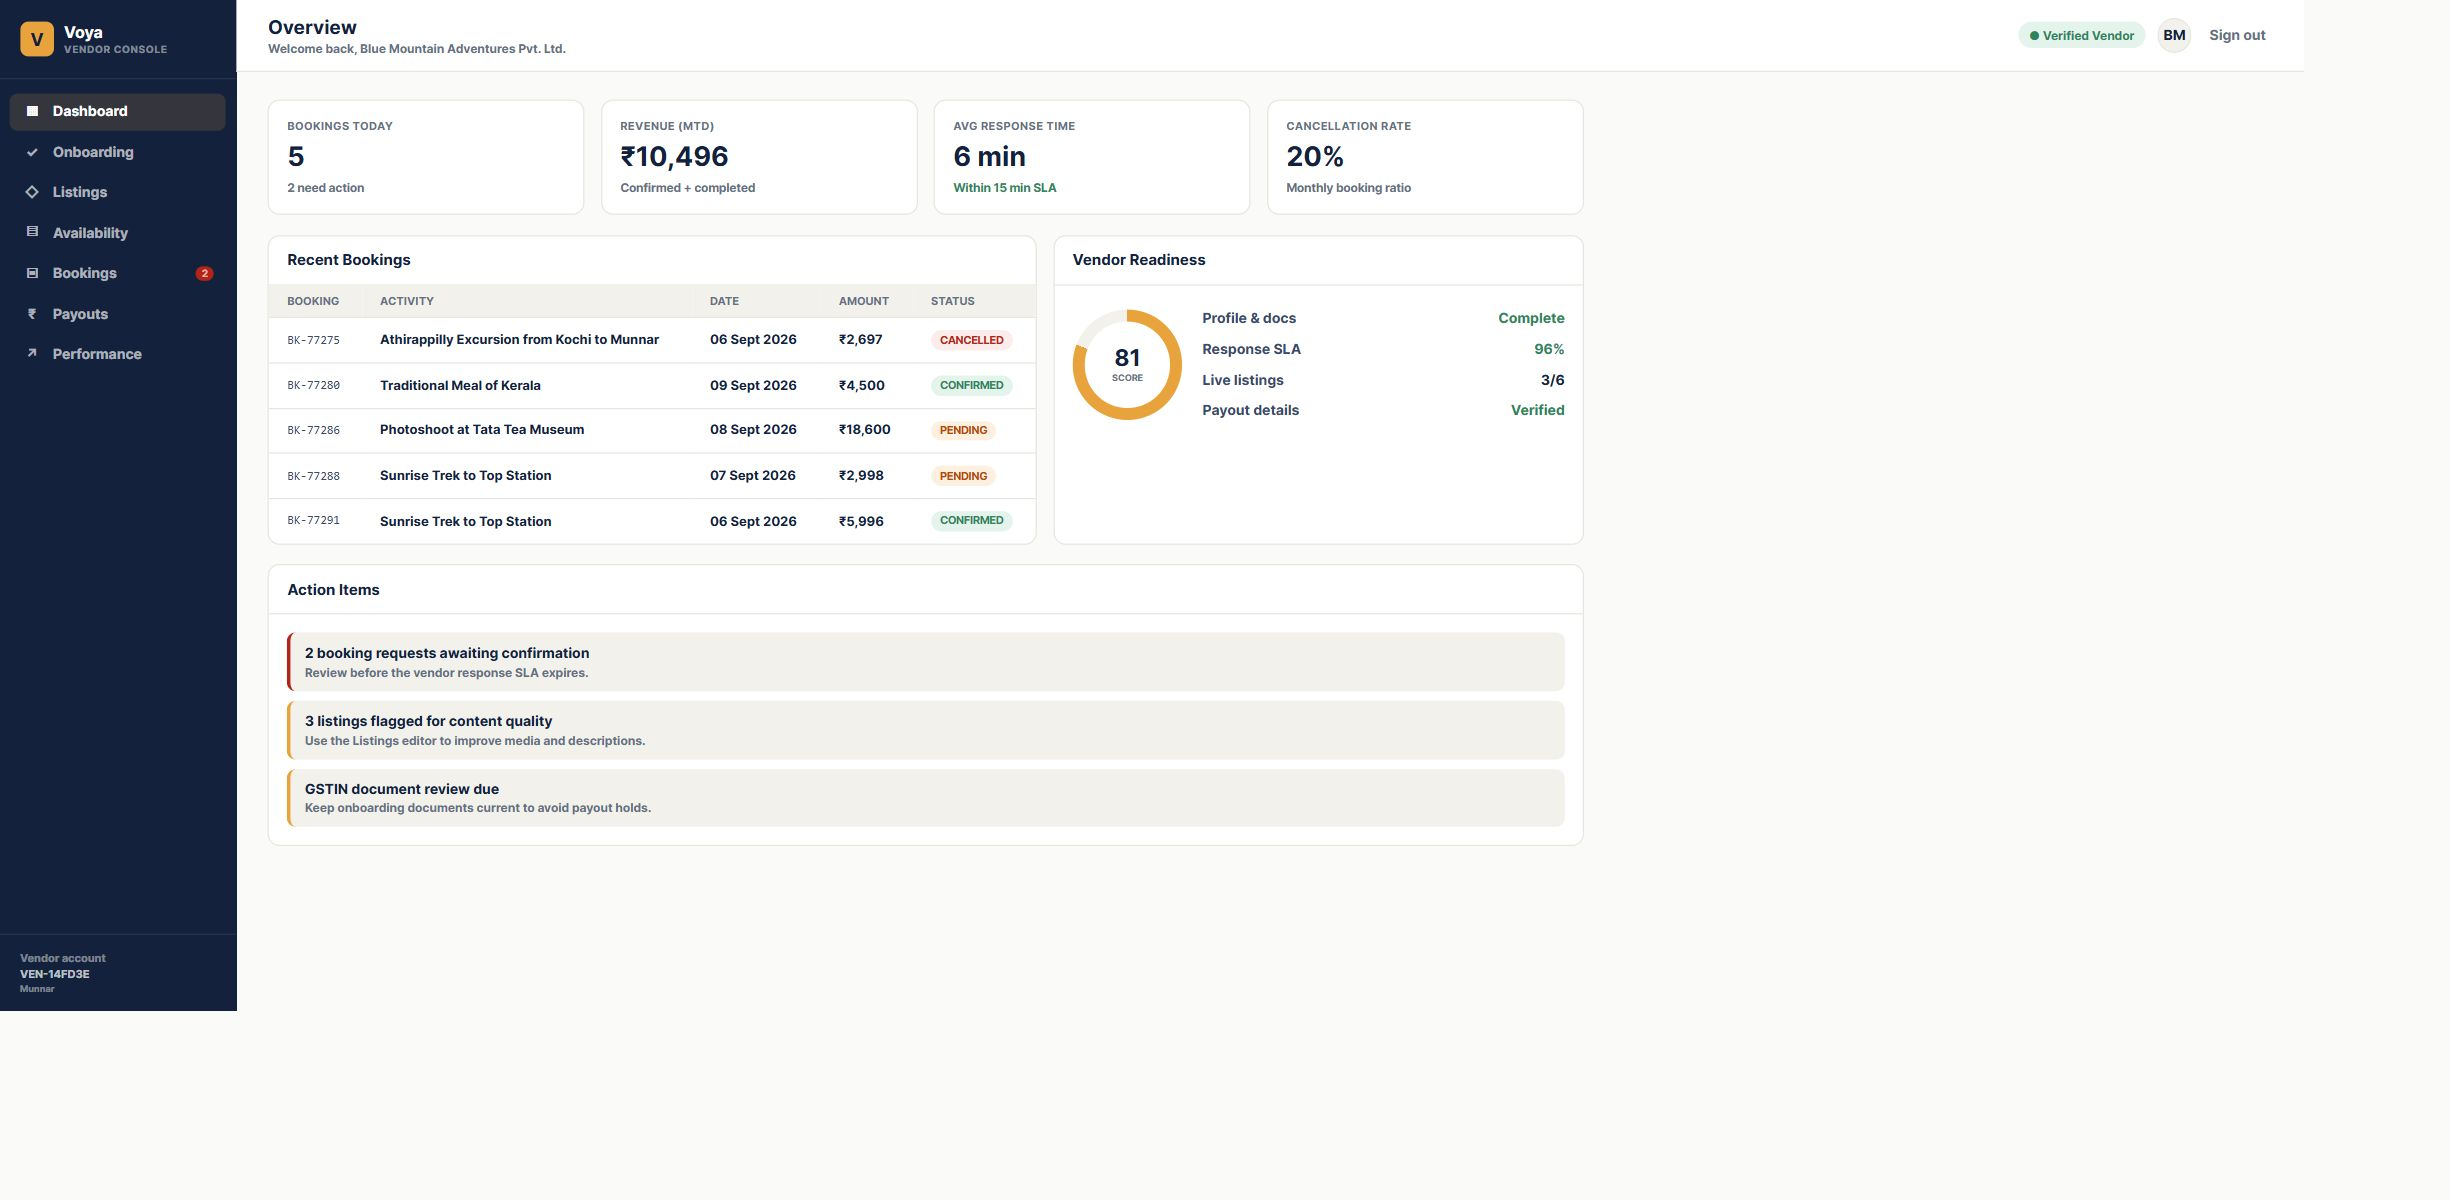 V
Voya
VENDOR CONSOLE
Dashboard
Onboarding
Listings
Availability
Bookings 2
₹ Payouts
Performance
Vendor account
VEN-14FD3E
Munnar
Overview
Welcome back, Blue Mountain Adventures Pvt. Ltd.
Verified Vendor BM Sign out
BOOKINGS TODAY
5
2 need action
REVENUE (MTD)
₹10,496
Confirmed + completed
AVG RESPONSE TIME
6 min
Within 15 min SLA
CANCELLATION RATE
20%
Monthly booking ratio
Recent Bookings
BOOKING ACTIVITY DATE AMOUNT STATUS
BK-77275 Athirappilly Excursion from Kochi to Munnar 06 Sept 2026 ₹2,697 CANCELLED
BK-77280 Traditional Meal of Kerala 09 Sept 2026 ₹4,500 CONFIRMED
BK-77286 Photoshoot at Tata Tea Museum 08 Sept 2026 ₹18,600 PENDING
BK-77288 Sunrise Trek to Top Station 07 Sept 2026 ₹2,998 PENDING
BK-77291 Sunrise Trek to Top Station 06 Sept 2026 ₹5,996 CONFIRMED
Vendor Readiness
81
SCORE
Profile & docs Complete
Response SLA 96%
Live listings 3/6
Payout details Verified
Action Items
2 booking requests awaiting confirmation
Review before the vendor response SLA expires.
3 listings flagged for content quality
Use the Listings editor to improve media and descriptions.
GSTIN document review due
Keep onboarding documents current to avoid payout holds.